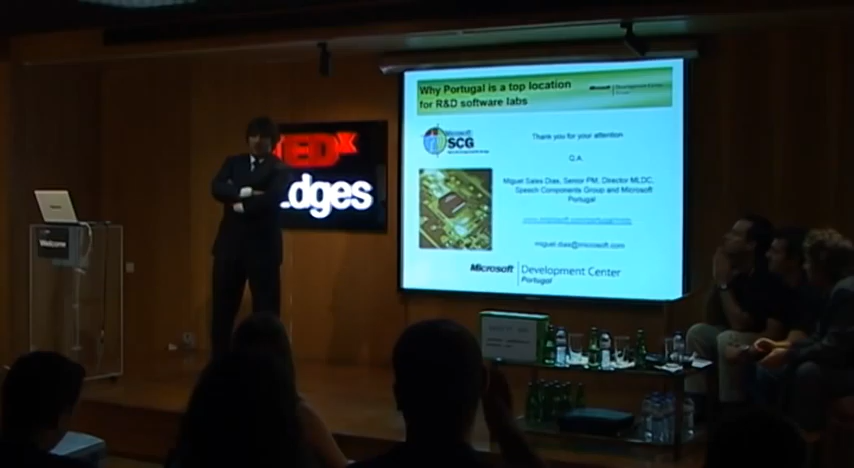 Why Portugal is a top location
for R&D software labs
Microsoft
Development Center
Microsoft
SCG
Thank you for your attention
Q.A.
Miguel Sales Dias, Senior PM, Director MLDC,
Speech Components Group and Microsoft
Portugal
miguel.dias@microsoft.com
Microsoft
Development Center
Portugal
TEDx
.dges
Welcome